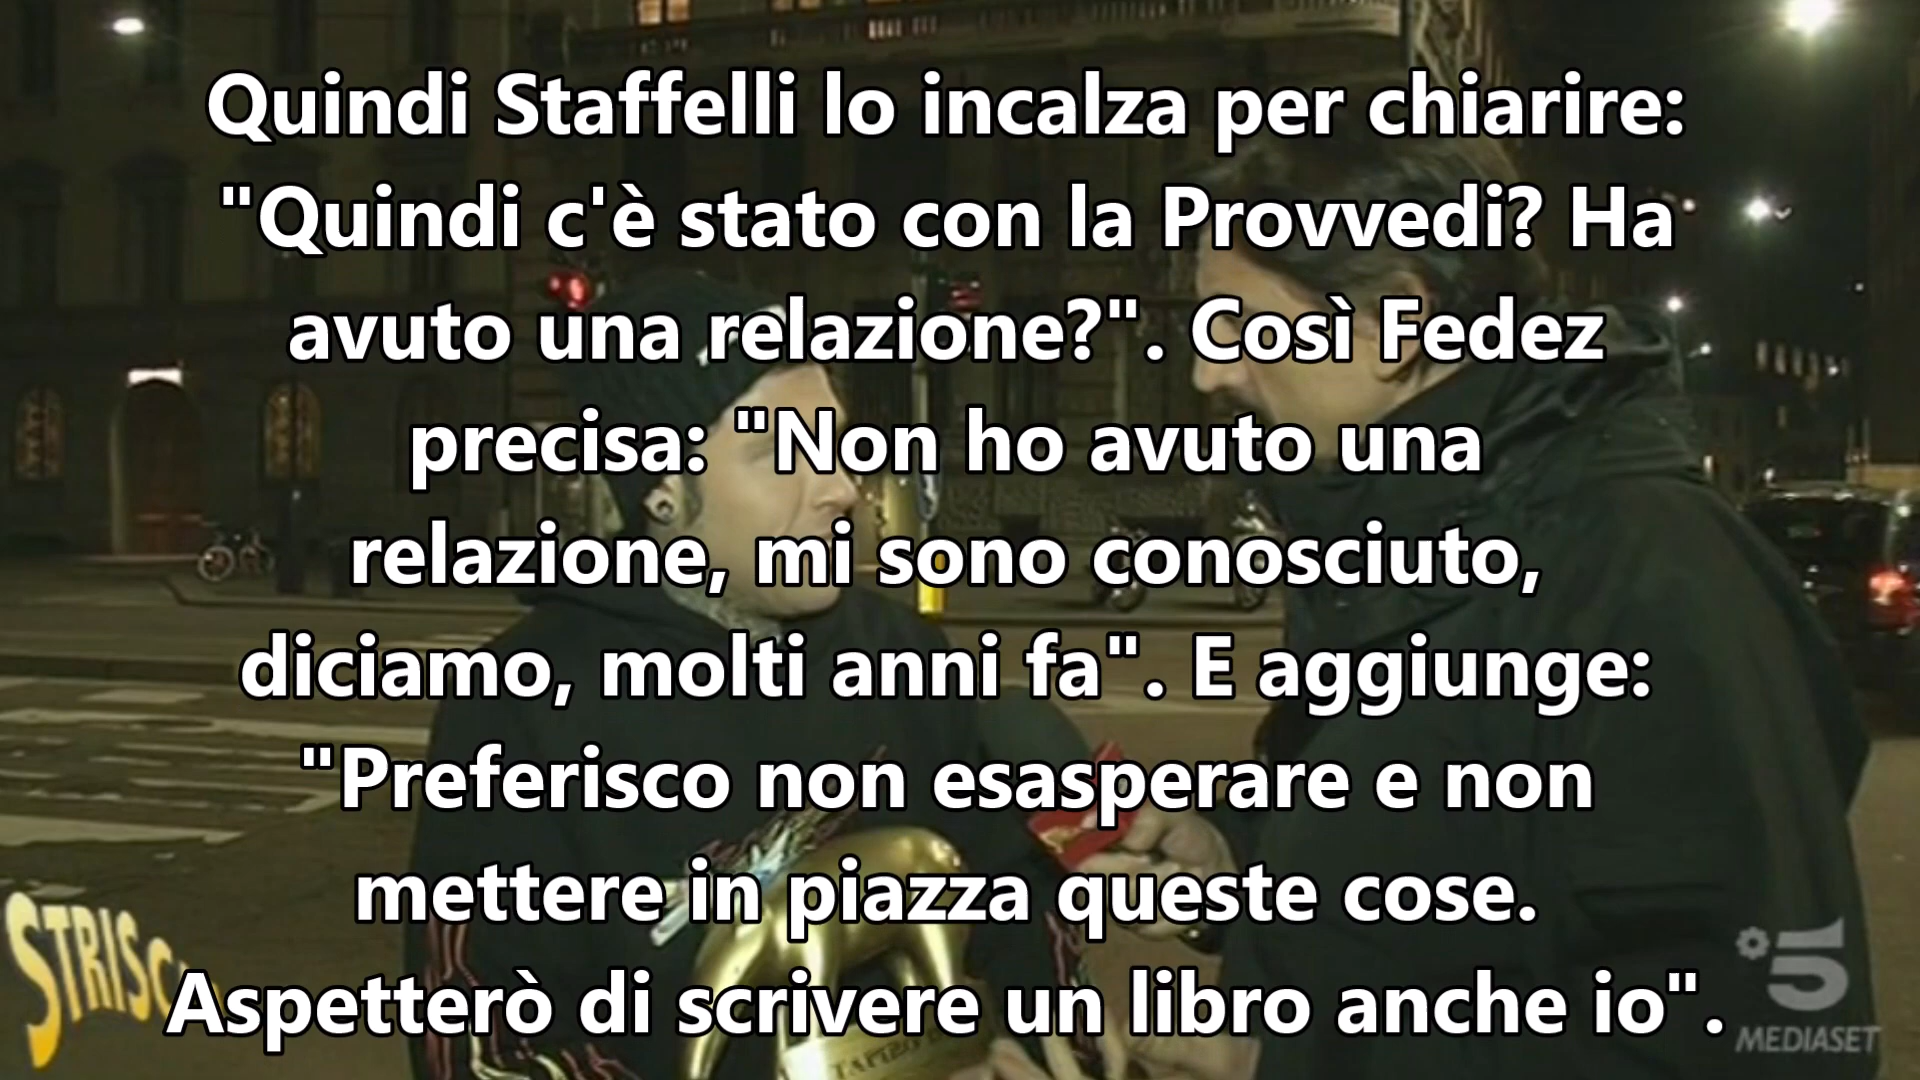 Quindi Staffelli lo incalza per chiarire:
"Quindi c'è stato con la Provvedi? Ha
avuto una relazione?". Così Fedez
precisa: "Non ho avuto una
relazione, mi sono conosciuto,
diciamo, molti anni fa". E aggiunge:
"Preferisco non esasperare e non
mettere in piazza queste cose.
Aspetterò di scrivere un libro anche io".
STRISC
5
MEDIASET